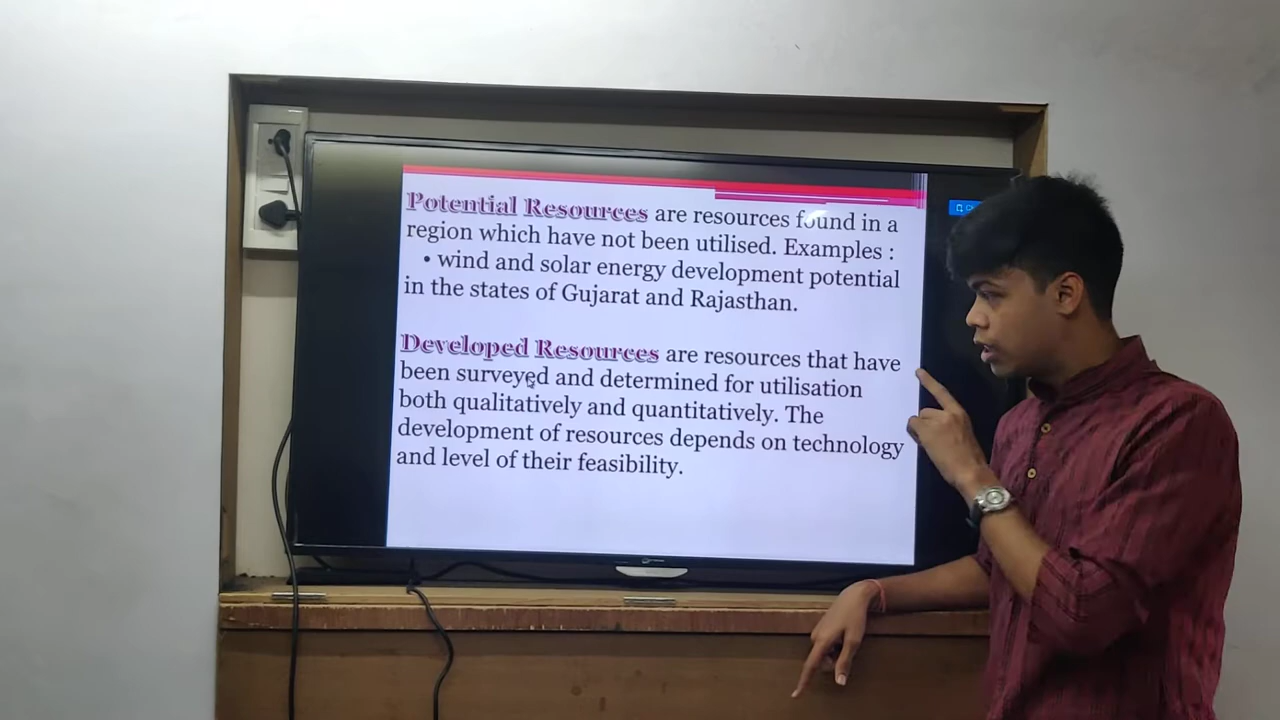 Potential Resources are resources found in a
region which have not been utilised. Examples :
• wind and solar energy development potential
in the states of Gujarat and Rajasthan.
Developed Resources are resources that have
been surveyed and determined for utilisation
both qualitatively and quantitatively. The
development of resources depends on technology
and level of their feasibility.